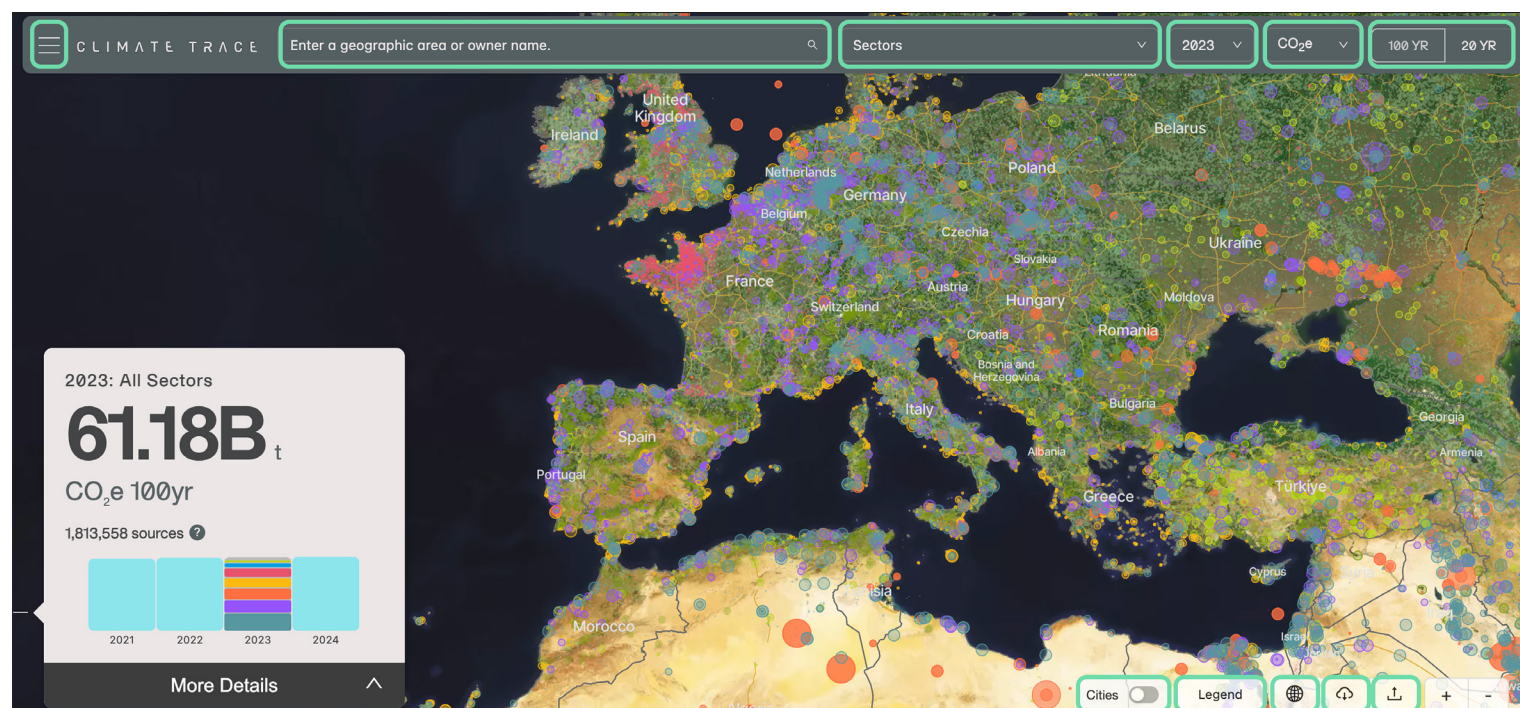 CLIMATE TRACE
Enter a geographic area or owner name.
Sectors
2023
CO2e
100 YR
20 YR
Lithuania
United
Kingdom
Ireland
Belarus
Netherlands
Poland
Germany
Belgium
Czechia
Ukraine
Slovakia
France
Austria
Moldova
Hungary
Switzerland
Croatia
Romania
Bosnia and
Herzegovina
Bulgaria
Italy
Georgia
Spain
Albania
Armenia
Portugal
Türkiye
Greece
Cyprus
Morocco
Israel
2023: All Sectors
61.18B t
CO2e 100yr
1,813,558 sources ?
2021 2022 2023 2024
More Details
Cities
Legend
+
-